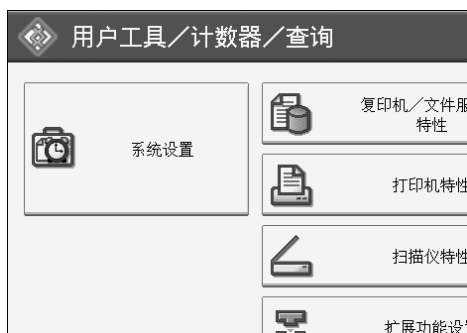 用户工具／计数器／查询
系统设置
复印机／文件服
特性
打印机特性
扫描仪特性
扩展功能设